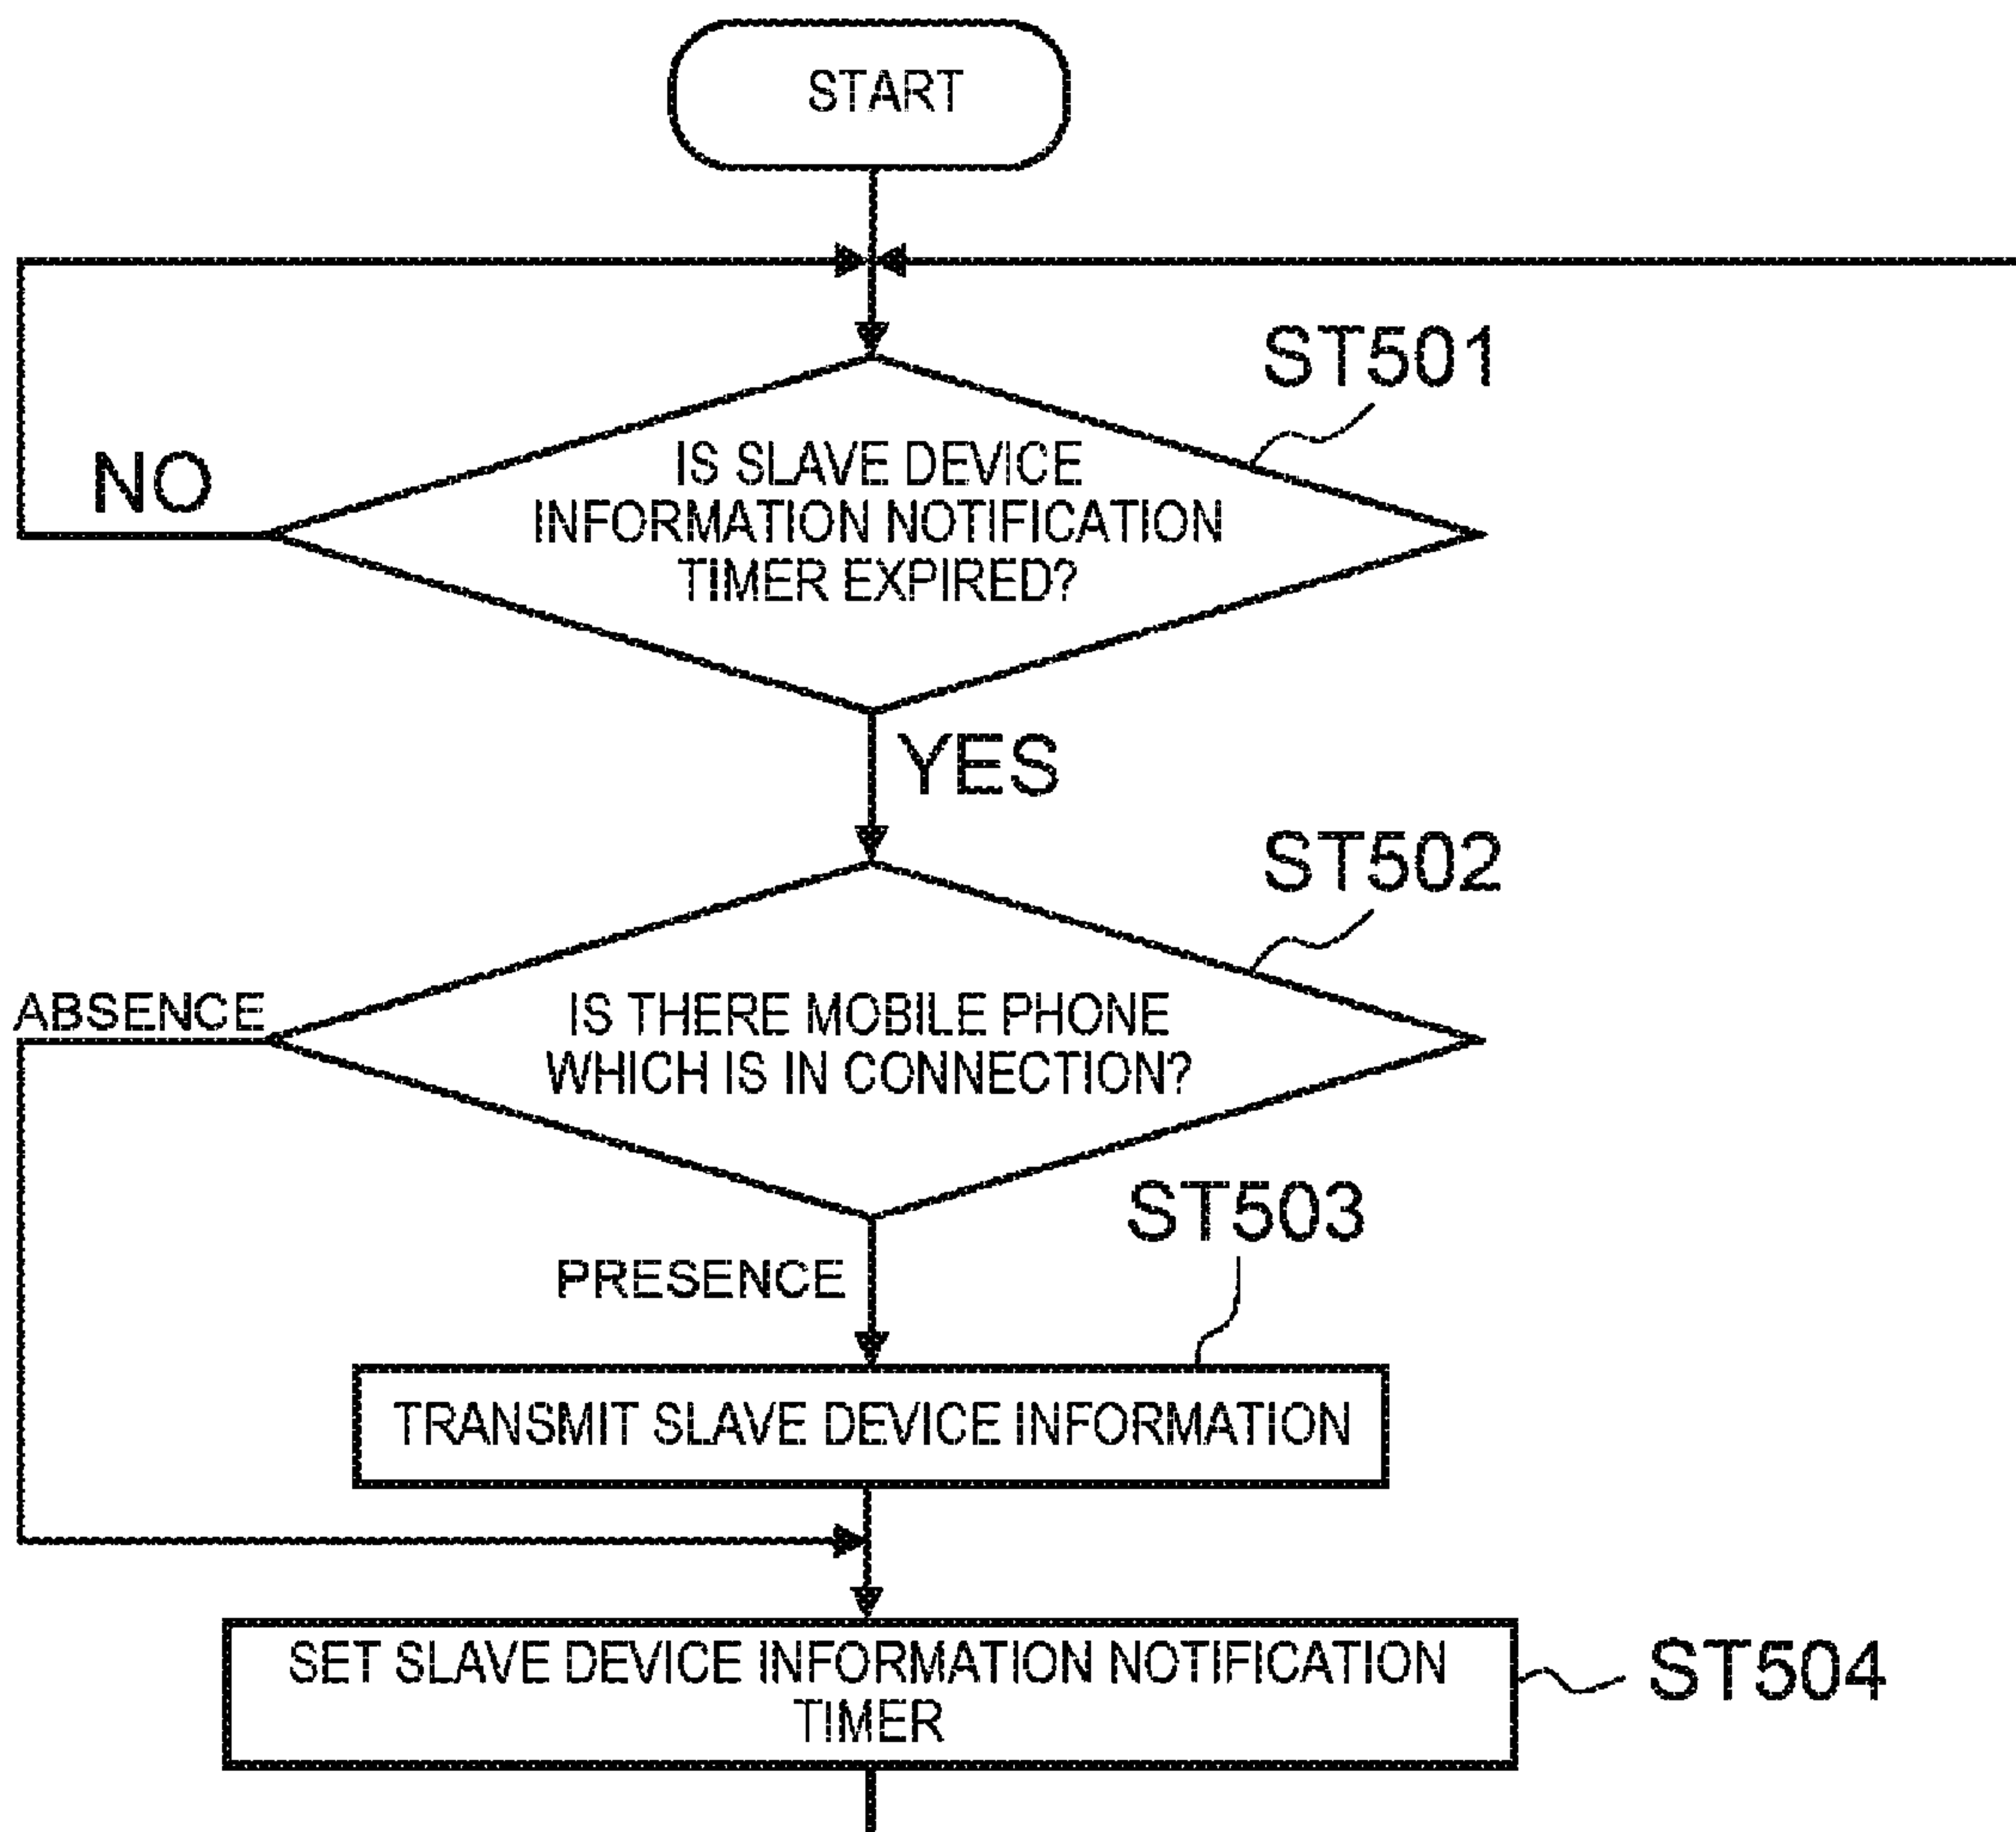 START
ST501
IS SLAVE DEVICE
INFORMATION NOTIFICATION
TIMER EXPIRED?
NO
YES
ST502
ABSENCE
IS THERE MOBILE PHONE
WHICH IS IN CONNECTION?
ST503
PRESENCE
TRANSMIT SLAVE DEVICE INFORMATION
SET SLAVE DEVICE INFORMATION NOTIFICATION
TIMER
ST504